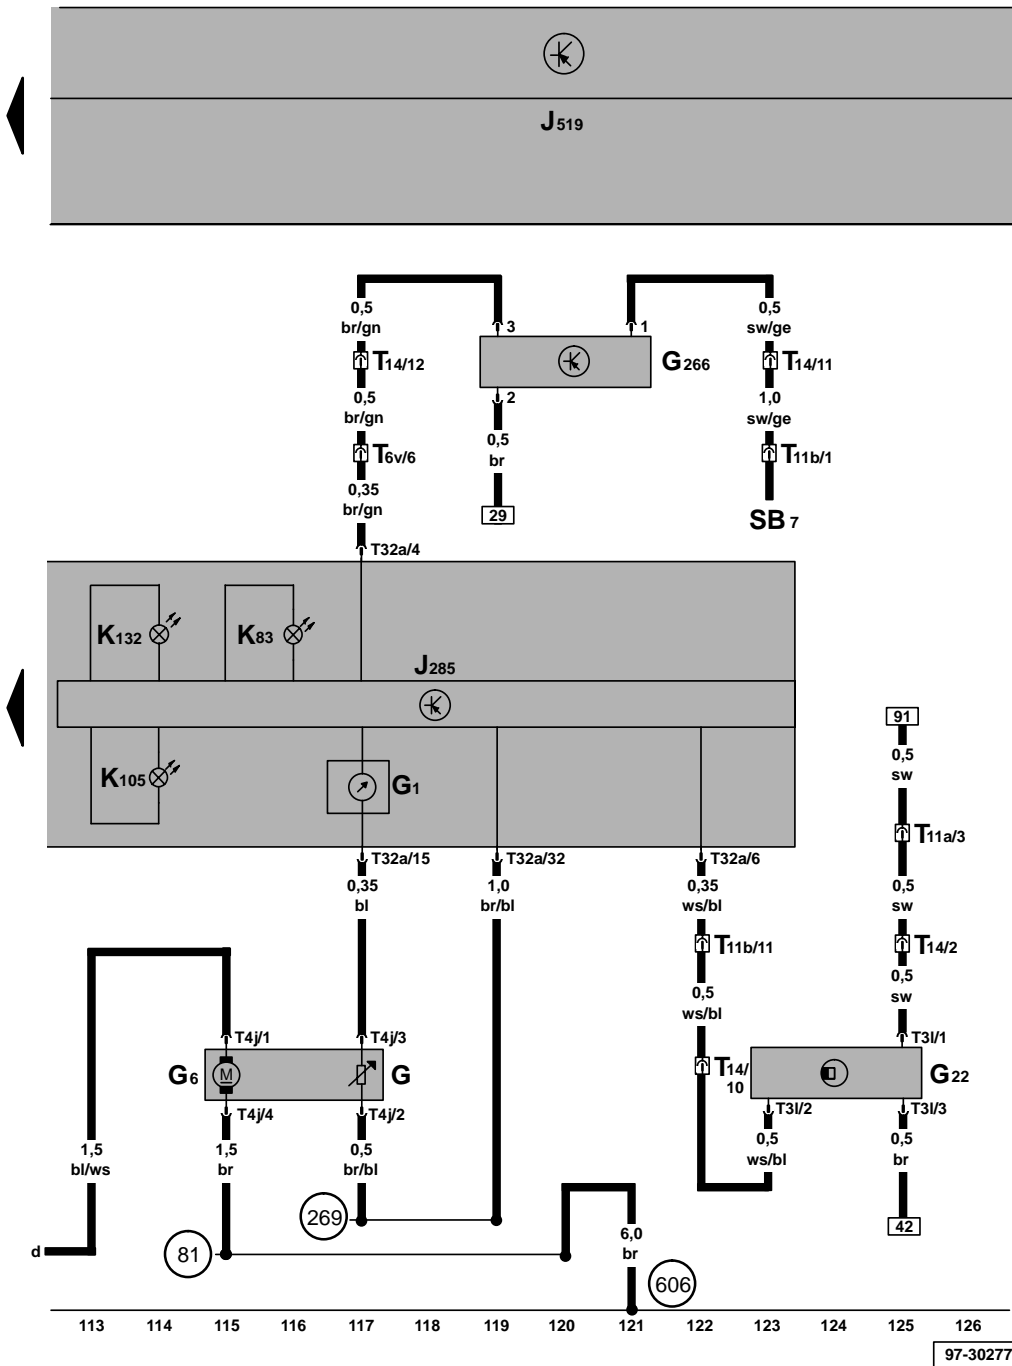 J519
0,5
br/gn
3
1
0,5
sw/ge
T14/12
G266
T14/11
0,5
br/gn
2
1,0
sw/ge
T6v/6
0,5
br
T11b/1
0,35
br/gn
29
SB7
T32a/4
K132
K83
J285
91
K105
G1
0,5
sw
T11a/3
T32a/15
T32a/32
T32a/6
0,35
bl
1,0
br/bl
0,35
ws/bl
0,5
sw
T11b/11
T14/2
0,5
ws/bl
0,5
sw
T4j/1
T4j/3
T3l/1
G6
M
G
T14/
10
G22
T4j/4
T4j/2
T3l/2
T3l/3
1,5
bl/ws
1,5
br
0,5
br/bl
0,5
ws/bl
0,5
br
269
42
d
81
6,0
br
606
113 114 115 116 117 118 119 120 121 122 123 124 125 126
97-30277